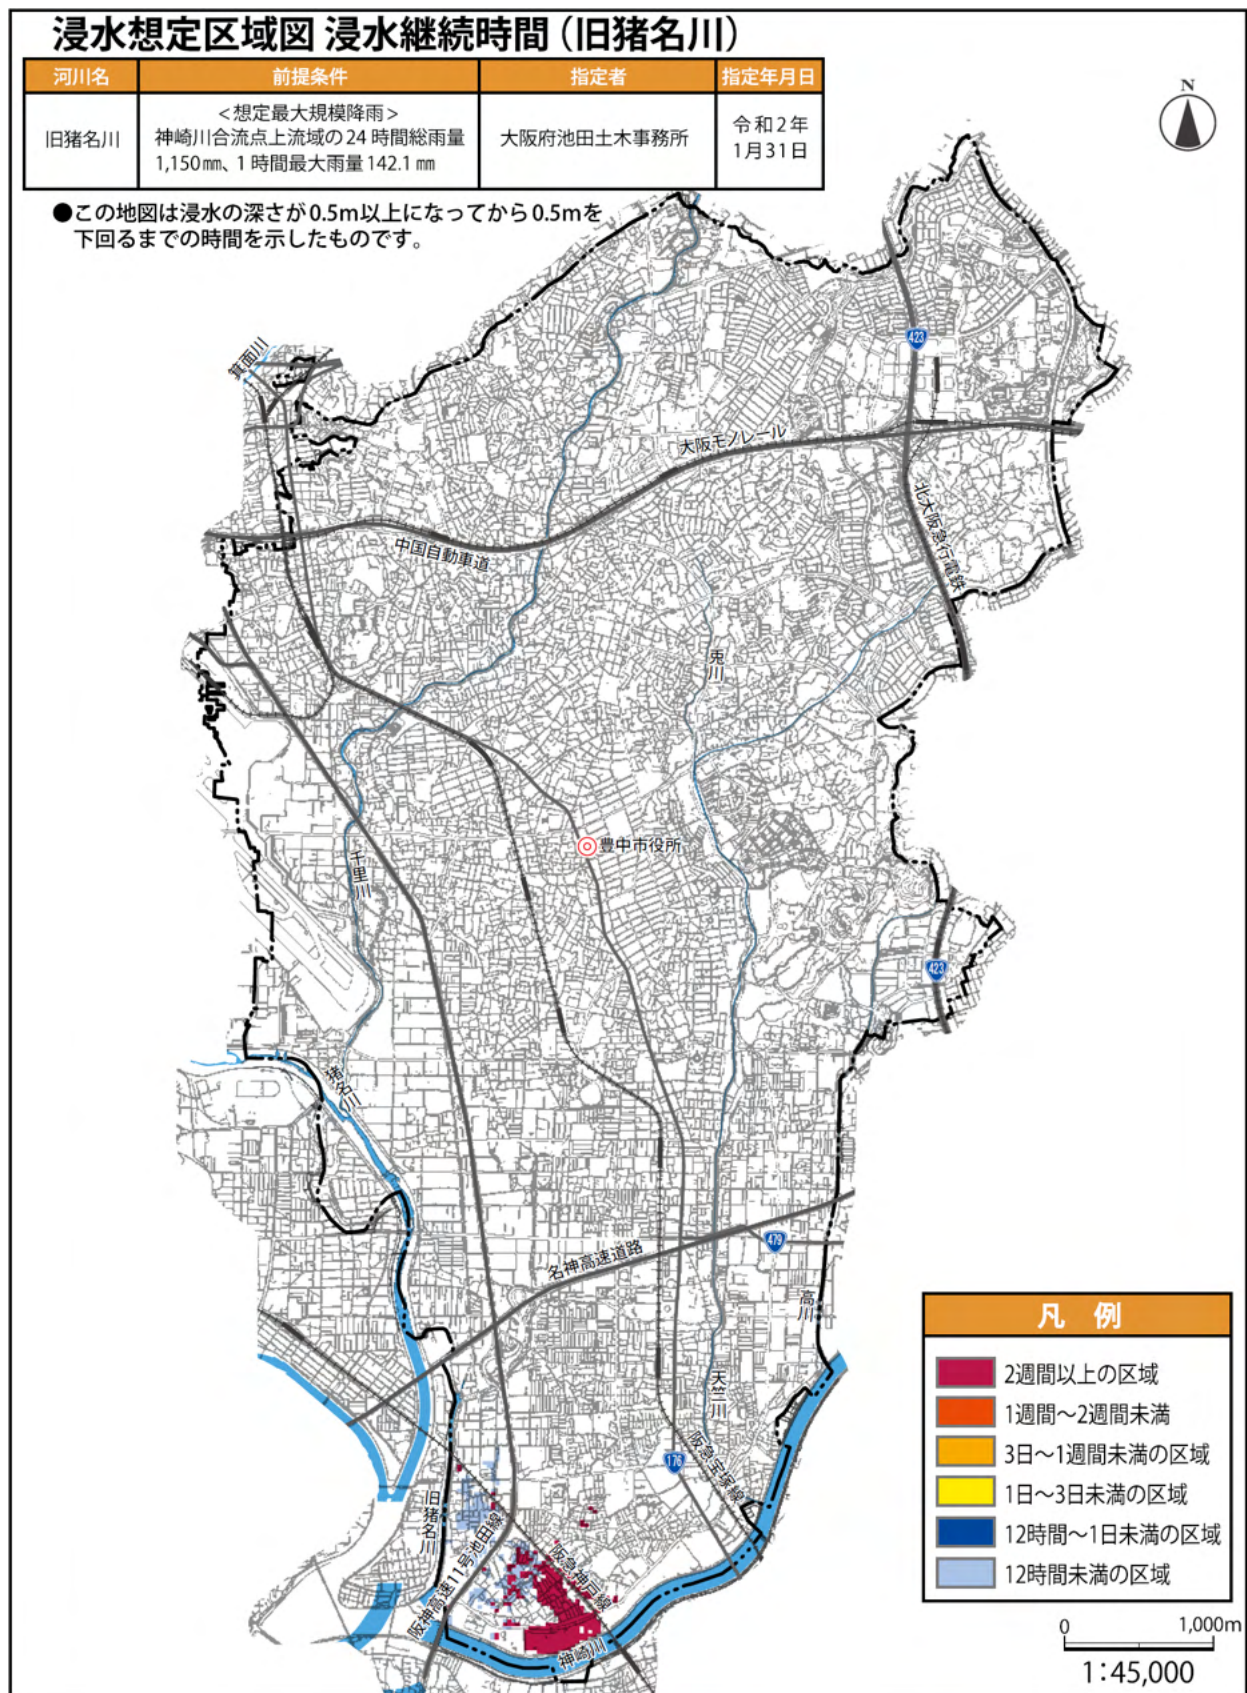 浸水想定区域図 浸水継続時間（旧猪名川）
河川名
前提条件
指定者
指定年月日
旧猪名川
＜想定最大規模降雨＞
神崎川合流点上流域の24時間総雨量
1,150㎜、1時間最大雨量142.1㎜
大阪府池田土木事務所
令和2年
1月31日
●この地図は浸水の深さが0.5m以上になってから0.5mを
下回るまでの時間を示したものです。
N
423
箕面川
大阪モノレール
中国自動車道
北大阪急行電鉄
兎川
豊中市役所
千里川
423
猪名川
名神高速道路
479
高川
天竺川
176
阪急宝塚線
旧猪名川
阪神高速11号池田線
阪急神戸線
神崎川
凡 例
2週間以上の区域
1週間～2週間未満
3日～1週間未満の区域
1日～3日未満の区域
12時間～1日未満の区域
12時間未満の区域
0 1,000m
1:45,000